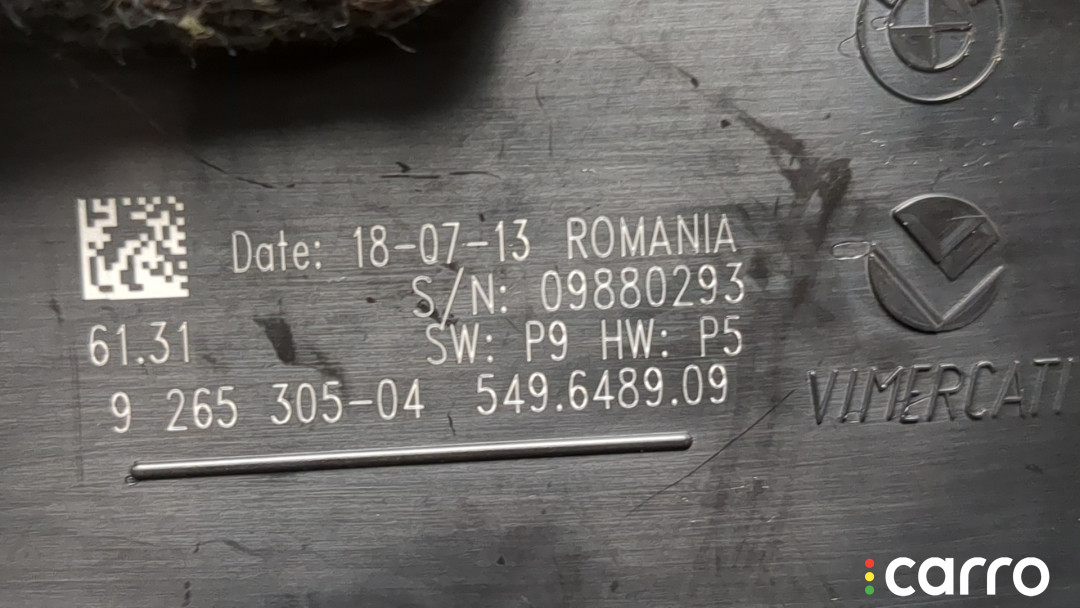 Date: 18-07-13 ROMANIA
S/N: 09880293
61.31 SW: P9 HW: P5
9 265 305-04 549.6489.09
VIMERCATI
carro